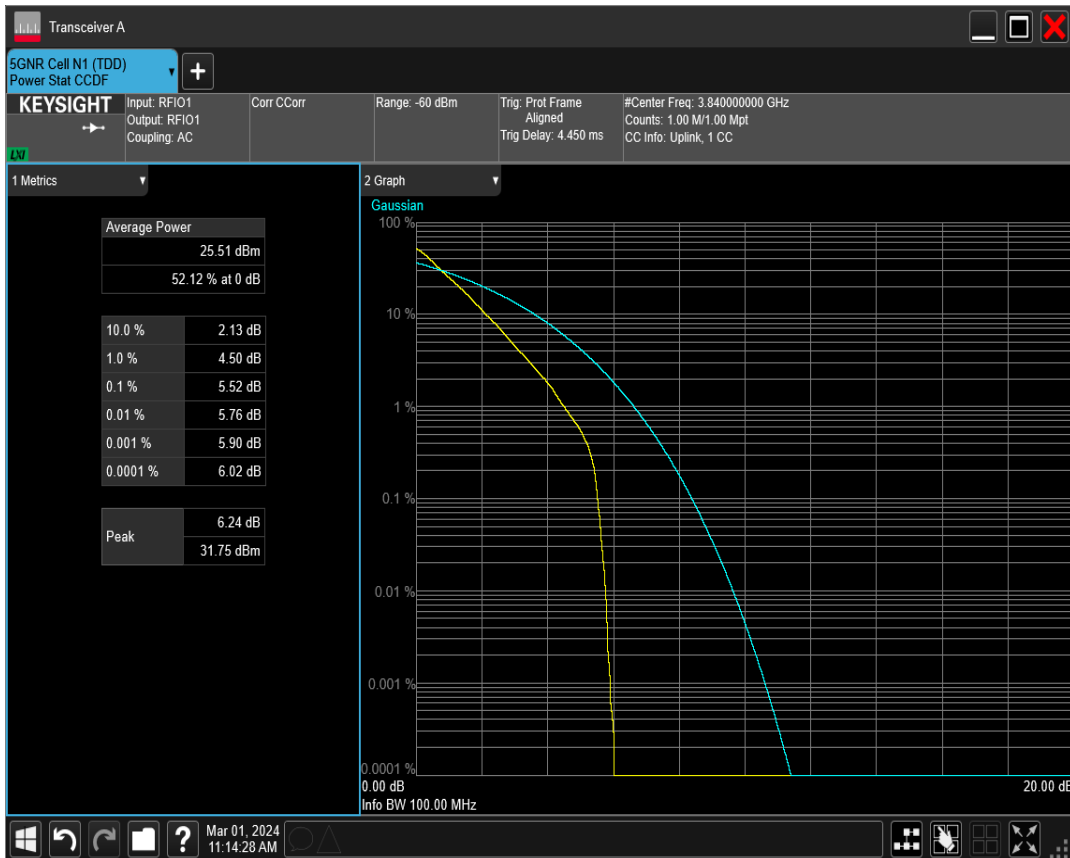 Transceiver A
5GNR Cell N1 (TDD)
Power Stat CCDF
+
KEYSIGHT
LXI
Input: RFIO1
Output: RFIO1
Coupling: AC
Corr CCorr
Range: -60 dBm
Trig: Prot Frame
Aligned
Trig Delay: 4.450 ms
#Center Freq: 3.840000000 GHz
Counts: 1.00 M/1.00 Mpt
CC Info: Uplink, 1 CC
1 Metrics
Average Power
25.51 dBm
52.12 % at 0 dB
10.0 % 2.13 dB
1.0 % 4.50 dB
0.1 % 5.52 dB
0.01 % 5.76 dB
0.001 % 5.90 dB
0.0001 % 6.02 dB
Peak 6.24 dB
31.75 dBm
2 Graph
Gaussian
100 %
10 %
1 %
0.1 %
0.01 %
0.001 %
0.0001 %
0.00 dB 20.00 dB
Info BW 100.00 MHz
?
Mar 01, 2024
11:14:28 AM